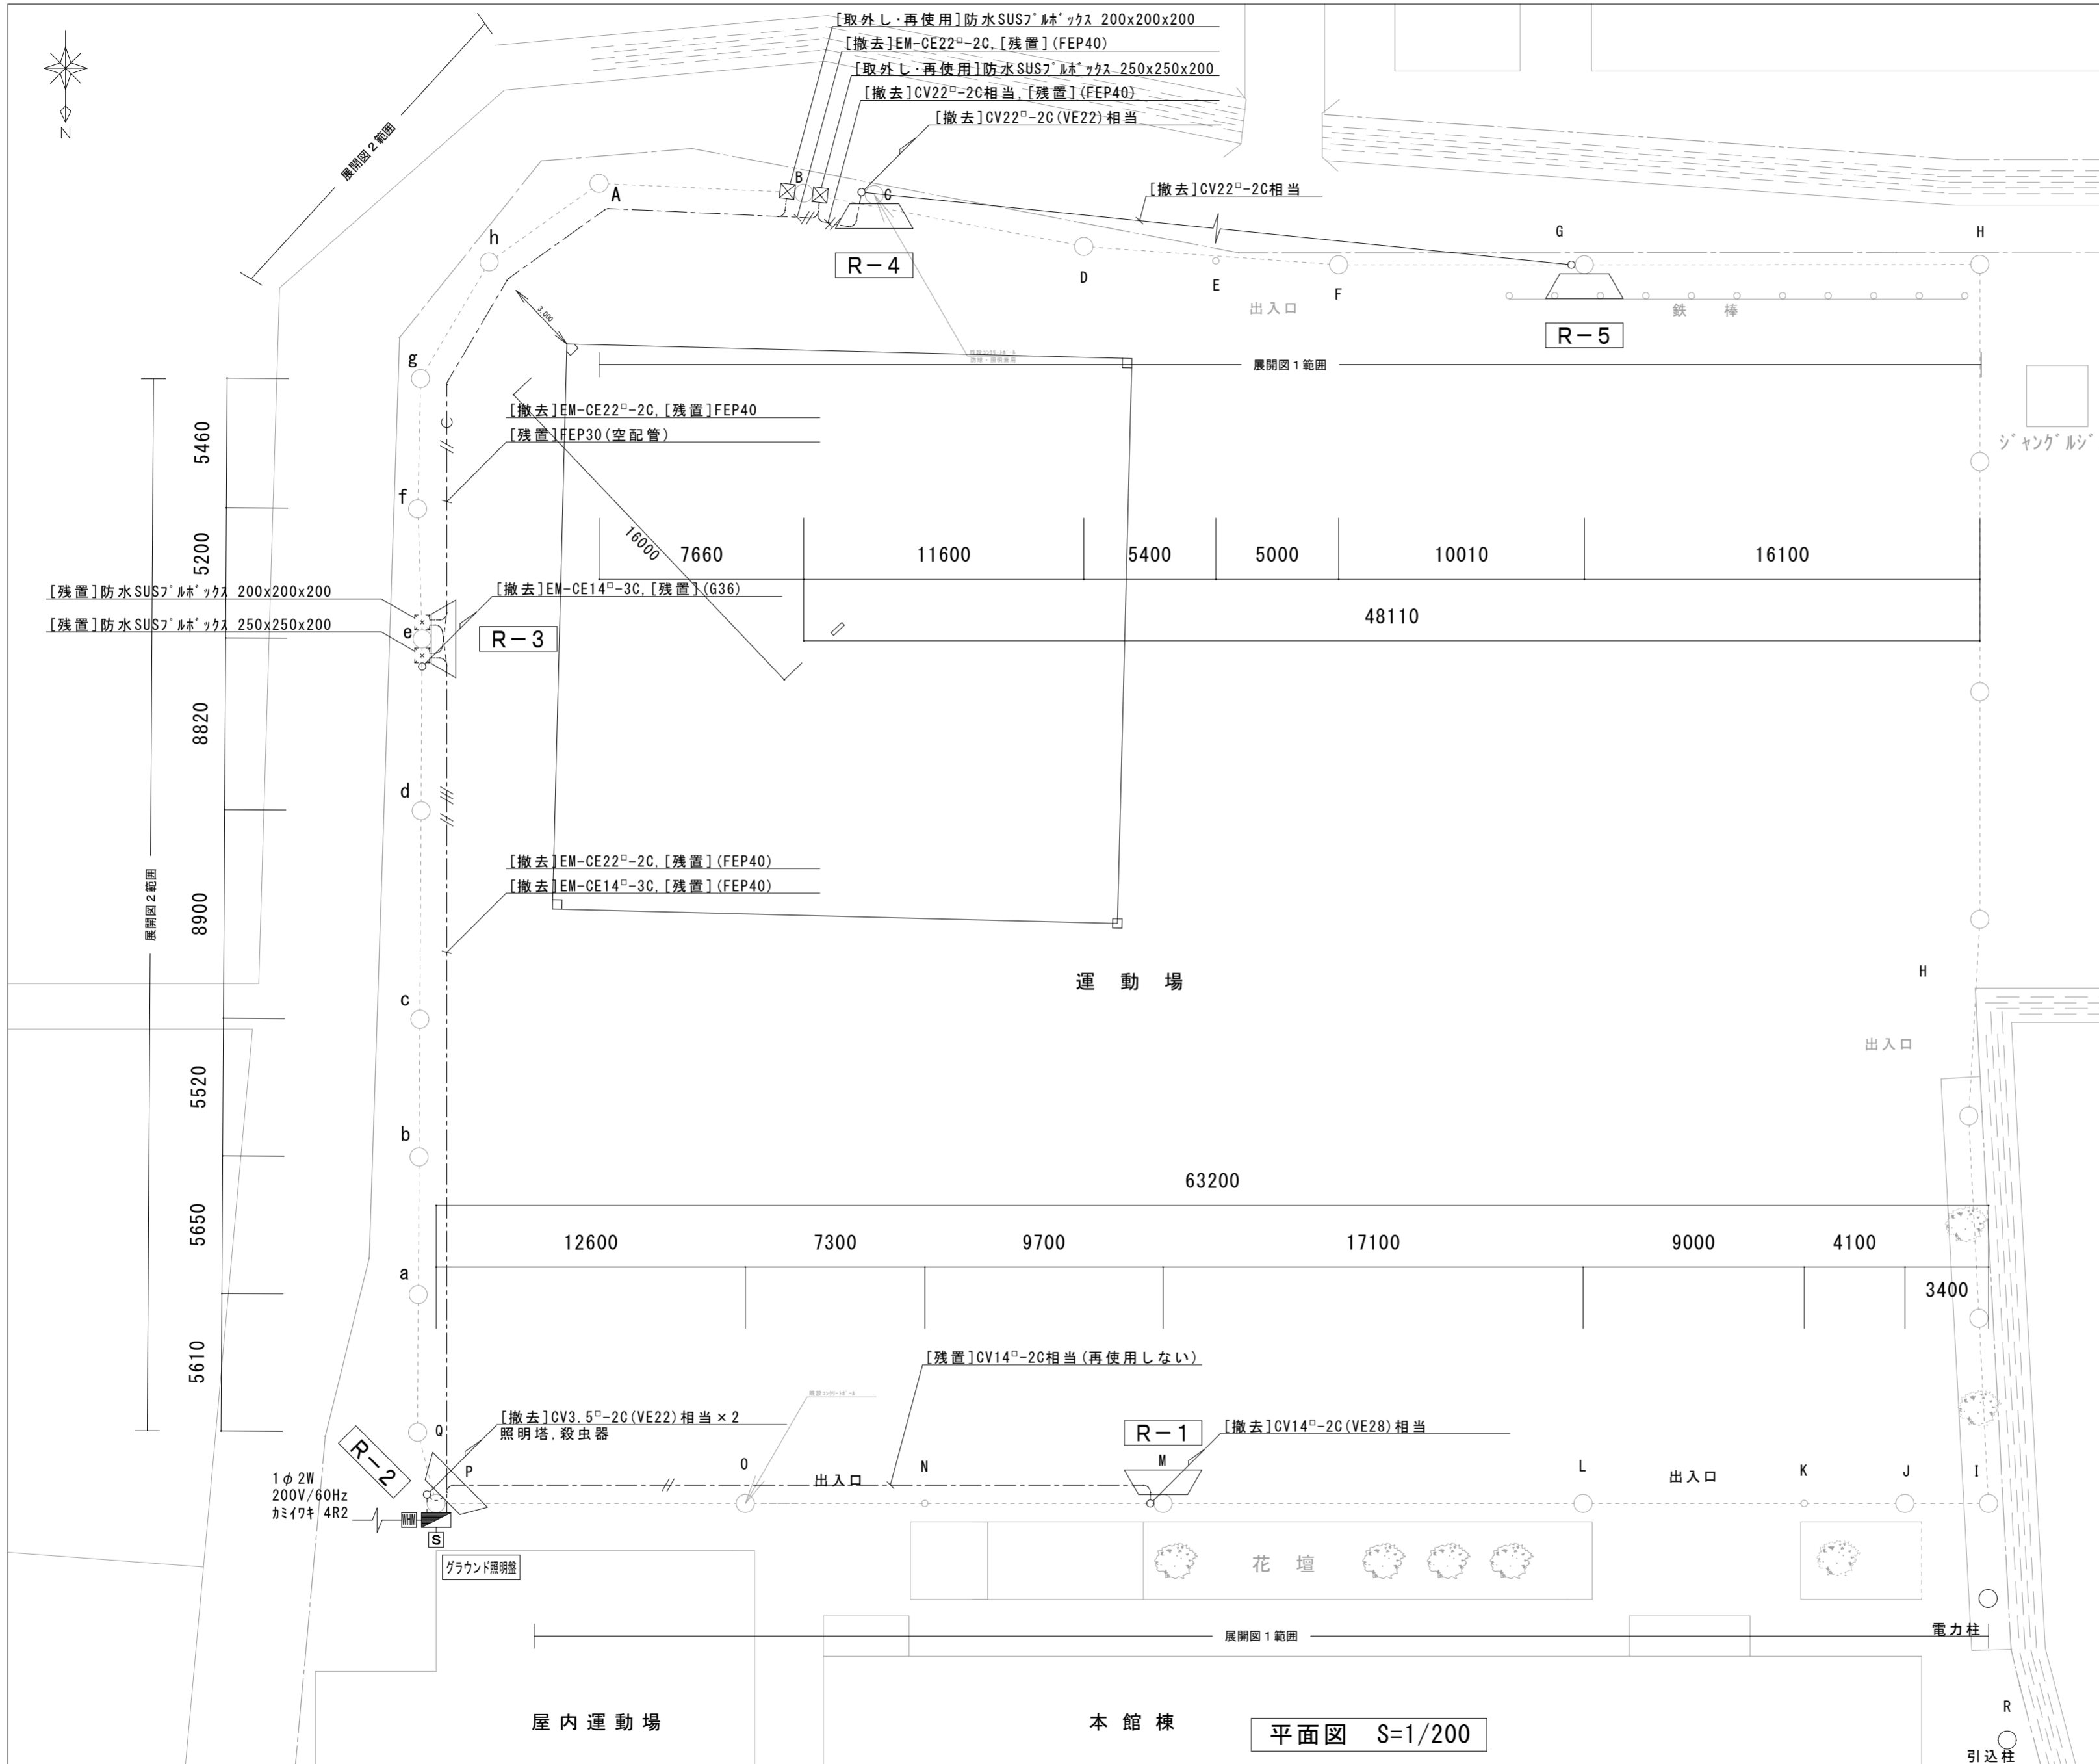 [取外し・再使用]防水SUSﾌﾟﾙﾎﾞｯｸｽ 200x200x200
[撤去]EM-CE22□-2C,[残置](FEP40)
[取外し・再使用]防水SUSﾌﾟﾙﾎﾞｯｸｽ 250x250x200
[撤去]CV22□-2C相当,[残置](FEP40)
[撤去]CV22□-2C(VE22)相当
N
展開図2範囲
[撤去]CV22□-2C相当
A
B
C
h
R-4
D
E
F
G
H
出入口
鉄 棒
R-5
3,000
g
展開図1範囲
ｼﾞｬﾝｸﾞﾙｼﾞ
5460
[撤去]EM-CE22□-2C,[残置]FEP40
[残置]FEP30(空配管)
f
5200
16000
7660
11600
5400
5000
10010
16100
48110
[残置]防水SUSﾌﾟﾙﾎﾞｯｸｽ 200x200x200
[撤去]EM-CE14□-3C,[残置](G36)
[残置]防水SUSﾌﾟﾙﾎﾞｯｸｽ 250x250x200
e
R-3
8820
d
[撤去]EM-CE22□-2C,[残置](FEP40)
[撤去]EM-CE14□-3C,[残置](FEP40)
展開図2範囲
8900
運 動 場
H
c
出入口
5520
b
63200
5650
12600
7300
9700
17100
9000
4100
3400
a
5610
[残置]CV14□-2C相当(再使用しない)
[撤去]CV3.5□-2C(VE22)相当×2
照明塔,殺虫器
R-1
[撤去]CV14□-2C(VE28)相当
Q
R-2
P
O
出入口
N
M
L
出入口
K
J
I
1φ2W
200V/60Hz
ｶﾐｲﾜｷ 4R2
WHM
S
グラウンド照明盤
花 壇
展開図1範囲
電力柱
屋内運動場
本 館 棟
平面図 S=1/200
R
引込柱